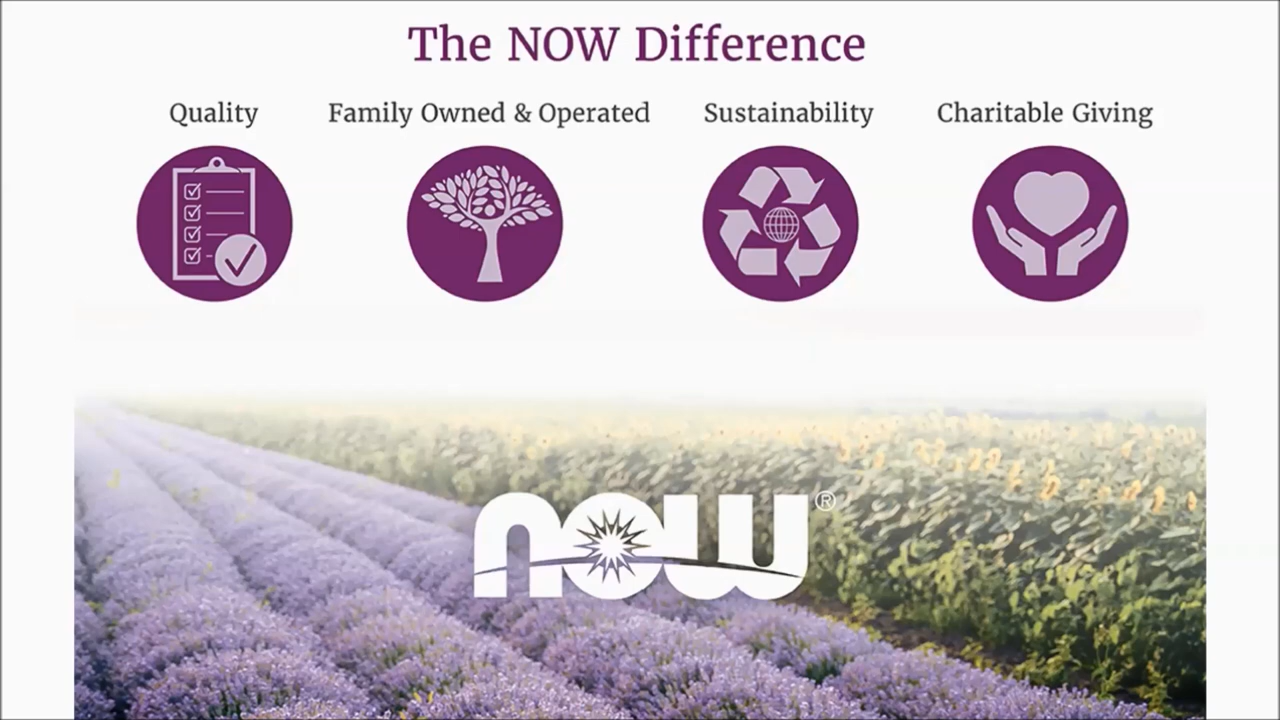 The NOW Difference
Quality
Family Owned & Operated
Sustainability
Charitable Giving
now®